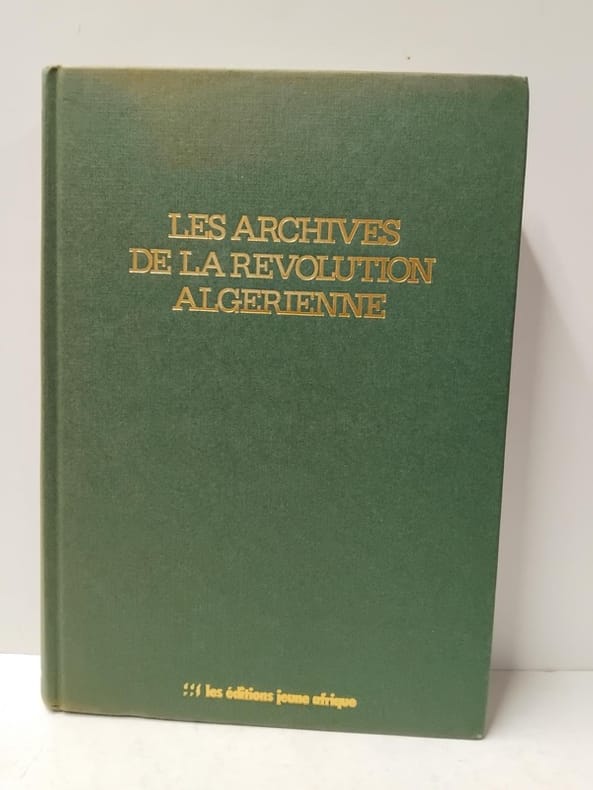 LES ARCHIVES
DE LA REVOLUTION
ALGERIENNE
les éditions jeune afrique